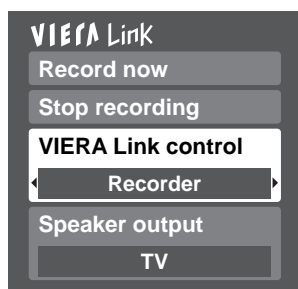 VIERA Link
Record now
Stop recording
VIERA Link control
Recorder
Speaker output
TV